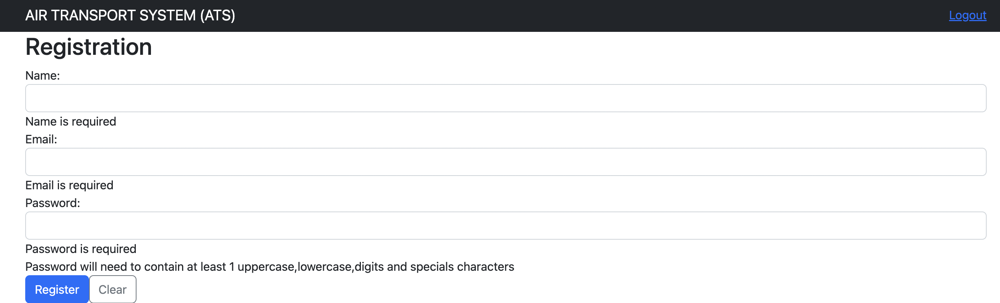 AIR TRANSPORT SYSTEM (ATS) Logout
Registration
Name:
Name is required
Email:
Email is required
Password:
Password is required
Password will need to contain at least 1 uppercase,lowercase,digits and specials characters
Register Clear